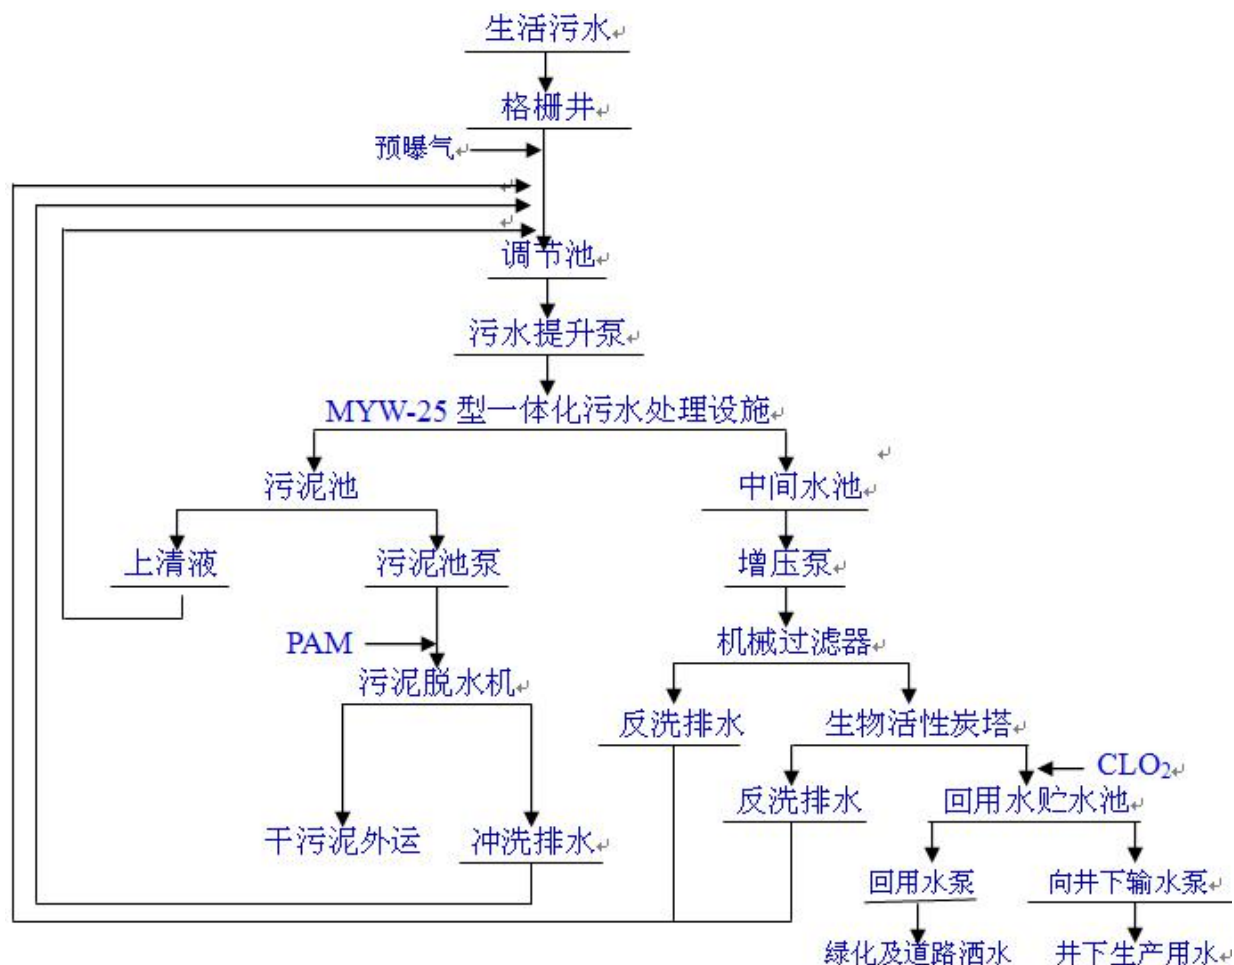 生活污水
格栅井
预曝气
调节池
污水提升泵
MYW-25 型一体化污水处理设施
污泥池
中间水池
上清液
污泥池泵
增压泵
PAM
机械过滤器
污泥脱水机
反洗排水
生物活性炭塔
CLO₂
反洗排水
回用水贮水池
干污泥外运
冲洗排水
回用水泵
向井下输水泵
绿化及道路洒水
井下生产用水